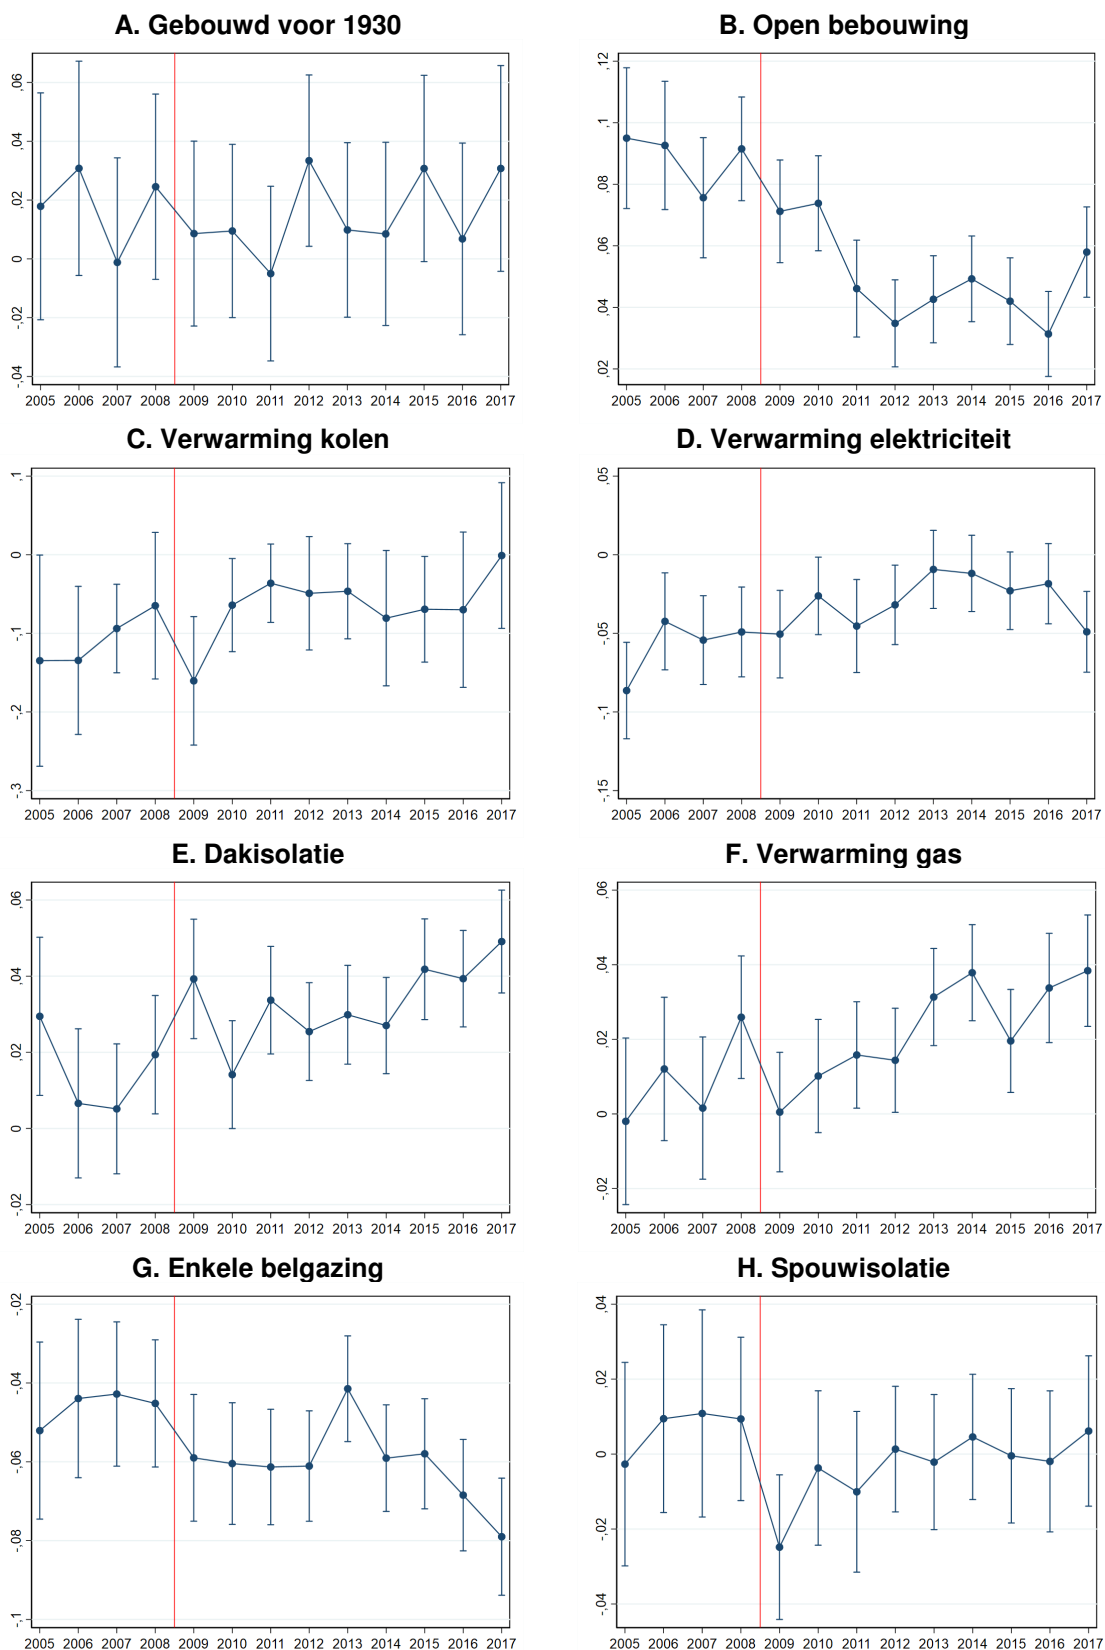 A. Gebouwd voor 1930
,06
,04
,02
0
-,02
-,04
2005 2006 2007 2008 2009 2010 2011 2012 2013 2014 2015 2016 2017
B. Open bebouwing
,12
,1
,08
,06
,04
,02
2005 2006 2007 2008 2009 2010 2011 2012 2013 2014 2015 2016 2017
C. Verwarming kolen
,1
0
-,1
-,2
-,3
2005 2006 2007 2008 2009 2010 2011 2012 2013 2014 2015 2016 2017
D. Verwarming elektriciteit
,05
0
-,05
-,1
-,15
2005 2006 2007 2008 2009 2010 2011 2012 2013 2014 2015 2016 2017
E. Dakisolatie
,06
,04
,02
0
-,02
2005 2006 2007 2008 2009 2010 2011 2012 2013 2014 2015 2016 2017
F. Verwarming gas
,06
,04
,02
0
-,02
2005 2006 2007 2008 2009 2010 2011 2012 2013 2014 2015 2016 2017
G. Enkele belgazing
-,02
-,04
-,06
-,08
-,1
2005 2006 2007 2008 2009 2010 2011 2012 2013 2014 2015 2016 2017
H. Spouwisolatie
,04
,02
0
-,02
-,04
2005 2006 2007 2008 2009 2010 2011 2012 2013 2014 2015 2016 2017